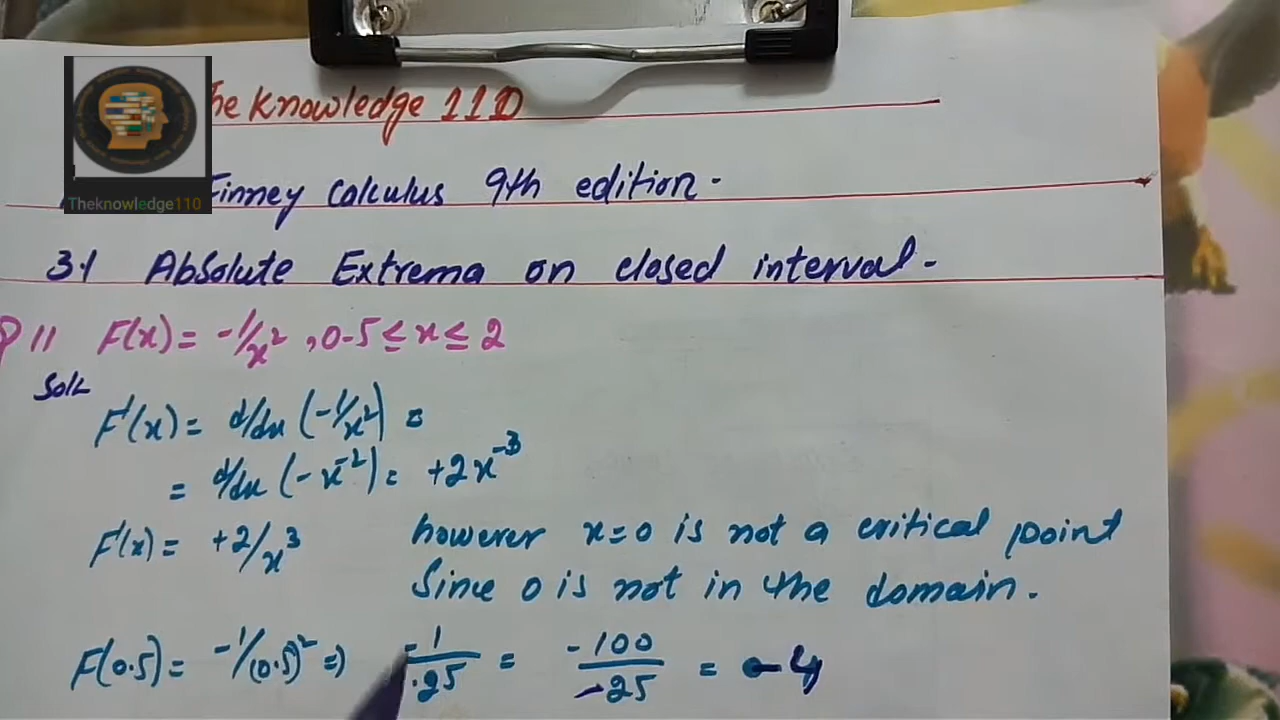 he Knowledge 110
Theknowledge110
Finney Calculus 9th edition.
3.1 Absolute Extrema on closed interval.
Q 11 F(x) = -1/x², 0.5 ≤ x ≤ 2
Sol:
F'(x) = d/dx (-1/x²) =
= d/dx (-x⁻²) = +2x⁻³
F'(x) = +2/x³ however x=0 is not a critical point
Since 0 is not in the domain.
F(0.5) = -1/(0.5)² => -1/.25 = -100/25 = -4